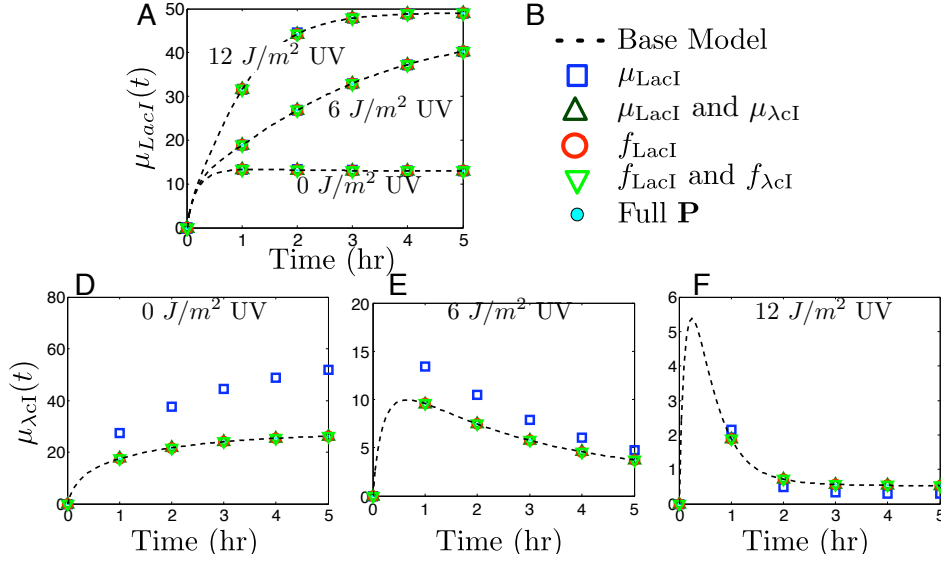 A
50
40
30
20
10
0
μ_LacI(t)
12 J/m² UV
6 J/m² UV
0 J/m² UV
0 1 2 3 4 5
Time (hr)
B
Base Model
μ_LacI
μ_LacI and μ_λcI
f_LacI
f_LacI and f_λcI
Full P
D
80
60
40
20
0
μ_λcI(t)
0 J/m² UV
0 1 2 3 4 5
Time (hr)
E
20
15
10
5
0
6 J/m² UV
0 1 2 3 4 5
Time (hr)
F
6
5
4
3
2
1
0
12 J/m² UV
0 1 2 3 4 5
Time (hr)